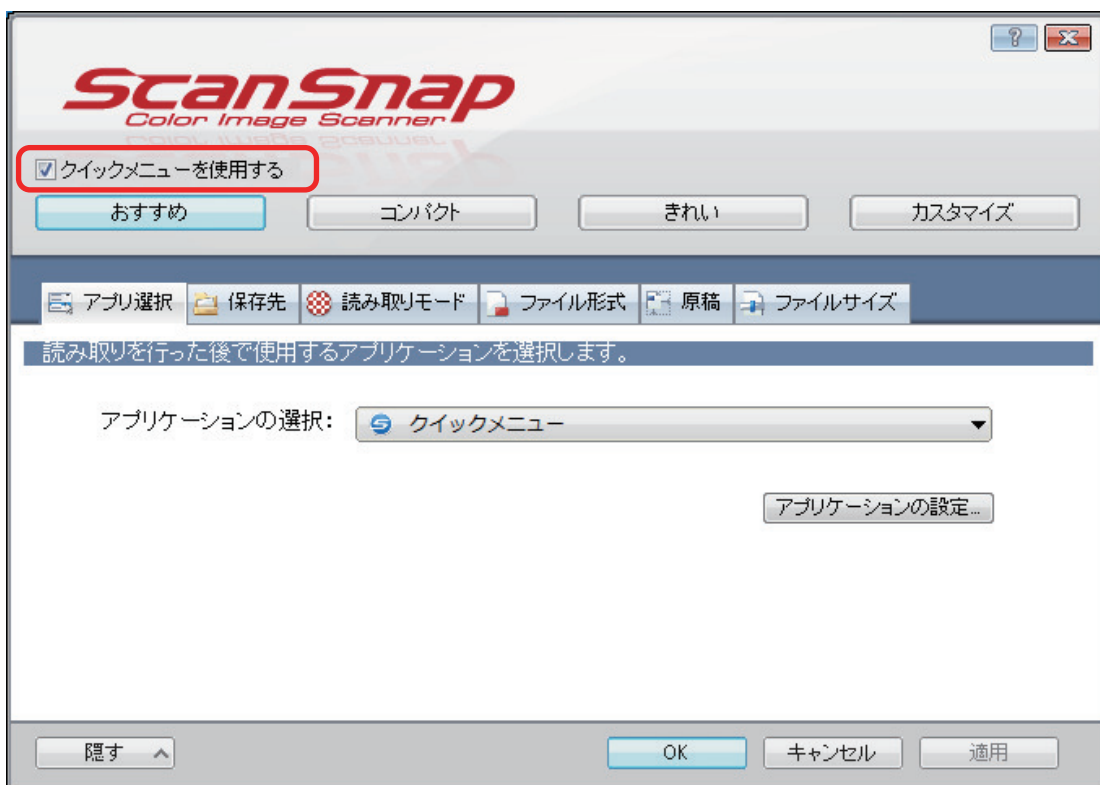 ?
ScanSnap
Color Image Scanner
クイックメニューを使用する
おすすめ コンパクト きれい カスタマイズ
アプリ選択 保存先 読み取りモード ファイル形式 原稿 ファイルサイズ
読み取りを行った後で使用するアプリケーションを選択します。
アプリケーションの選択: クイックメニュー
アプリケーションの設定...
隠す OK キャンセル 適用